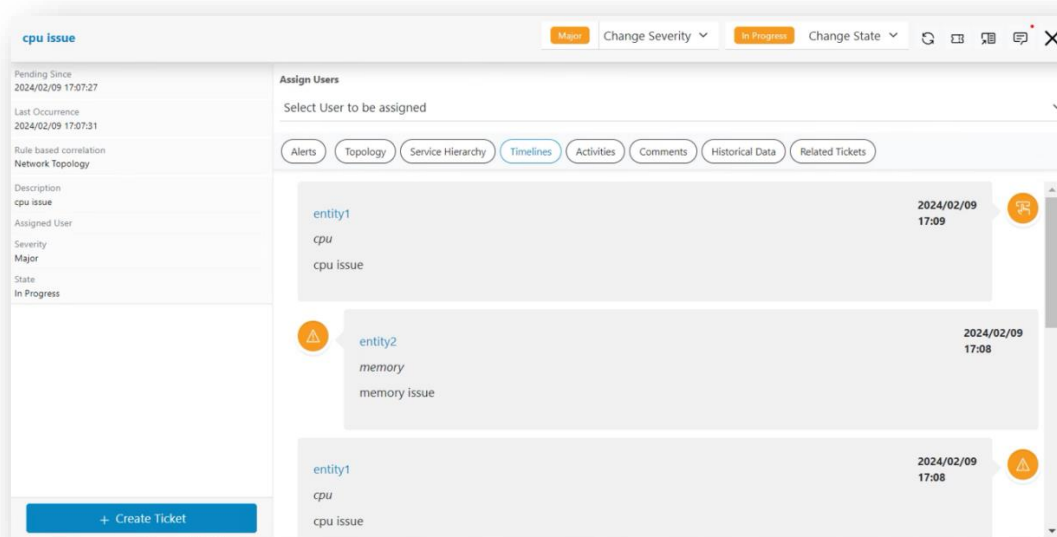 cpu issue
Major Change Severity In Progress Change State
Pending Since
2024/02/09 17:07:27
Last Occurrence
2024/02/09 17:07:31
Rule based correlation
Network Topology
Description
cpu issue
Assigned User
Severity
Major
State
In Progress
+ Create Ticket
Assign Users
Select User to be assigned
Alerts Topology Service Hierarchy Timelines Activities Comments Historical Data Related Tickets
entity1
cpu
cpu issue
2024/02/09
17:09
entity2
memory
memory issue
2024/02/09
17:08
entity1
cpu
cpu issue
2024/02/09
17:08